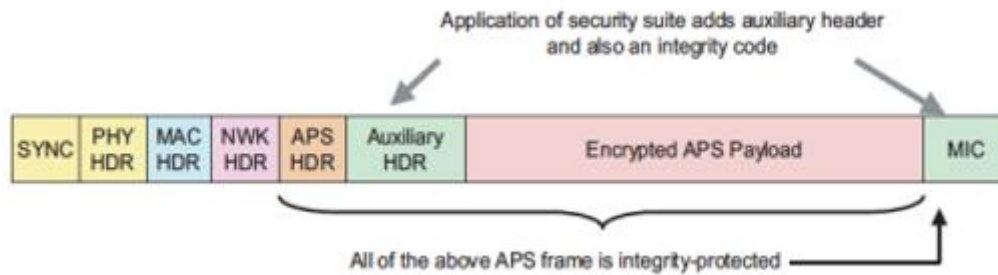 Application of security suite adds auxiliary header
and also an integrity code
SYNC
PHY
HDR
MAC
HDR
NWK
HDR
APS
HDR
Auxiliary
HDR
Encrypted APS Payload
MIC
All of the above APS frame is integrity-protected